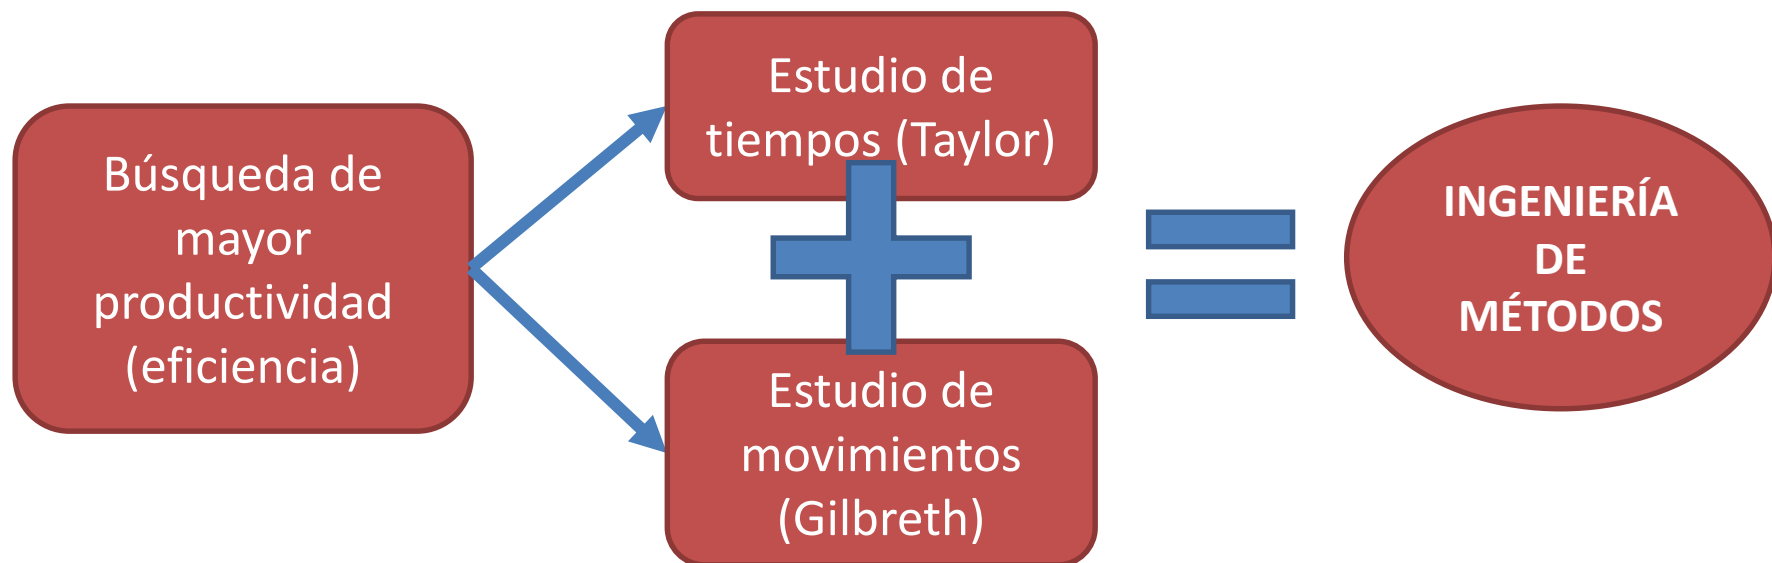 Búsqueda de
mayor
productividad
(eficiencia)
Estudio de
tiempos (Taylor)
Estudio de
movimientos
(Gilbreth)
INGENIERÍA
DE
MÉTODOS